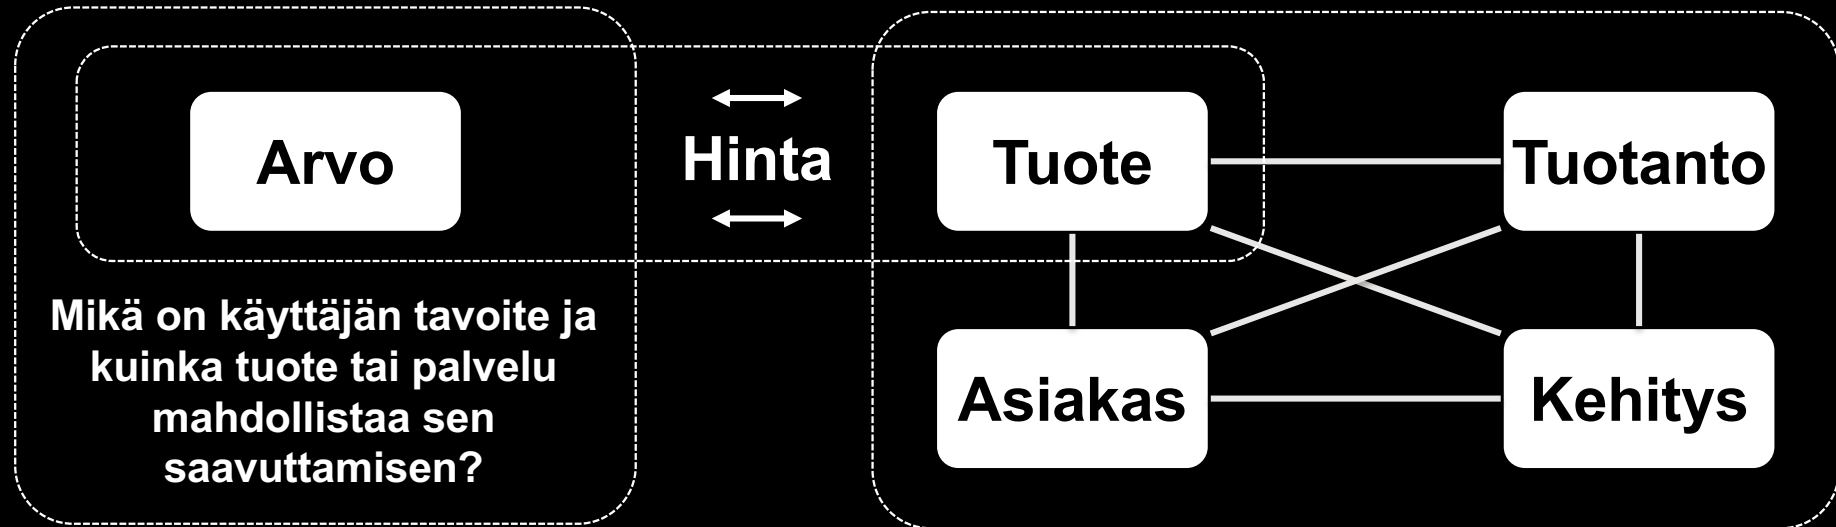 Arvo
Hinta
Tuote
Tuotanto
Mikä on käyttäjän tavoite ja
kuinka tuote tai palvelu
mahdollistaa sen
saavuttamisen?
Asiakas
Kehitys